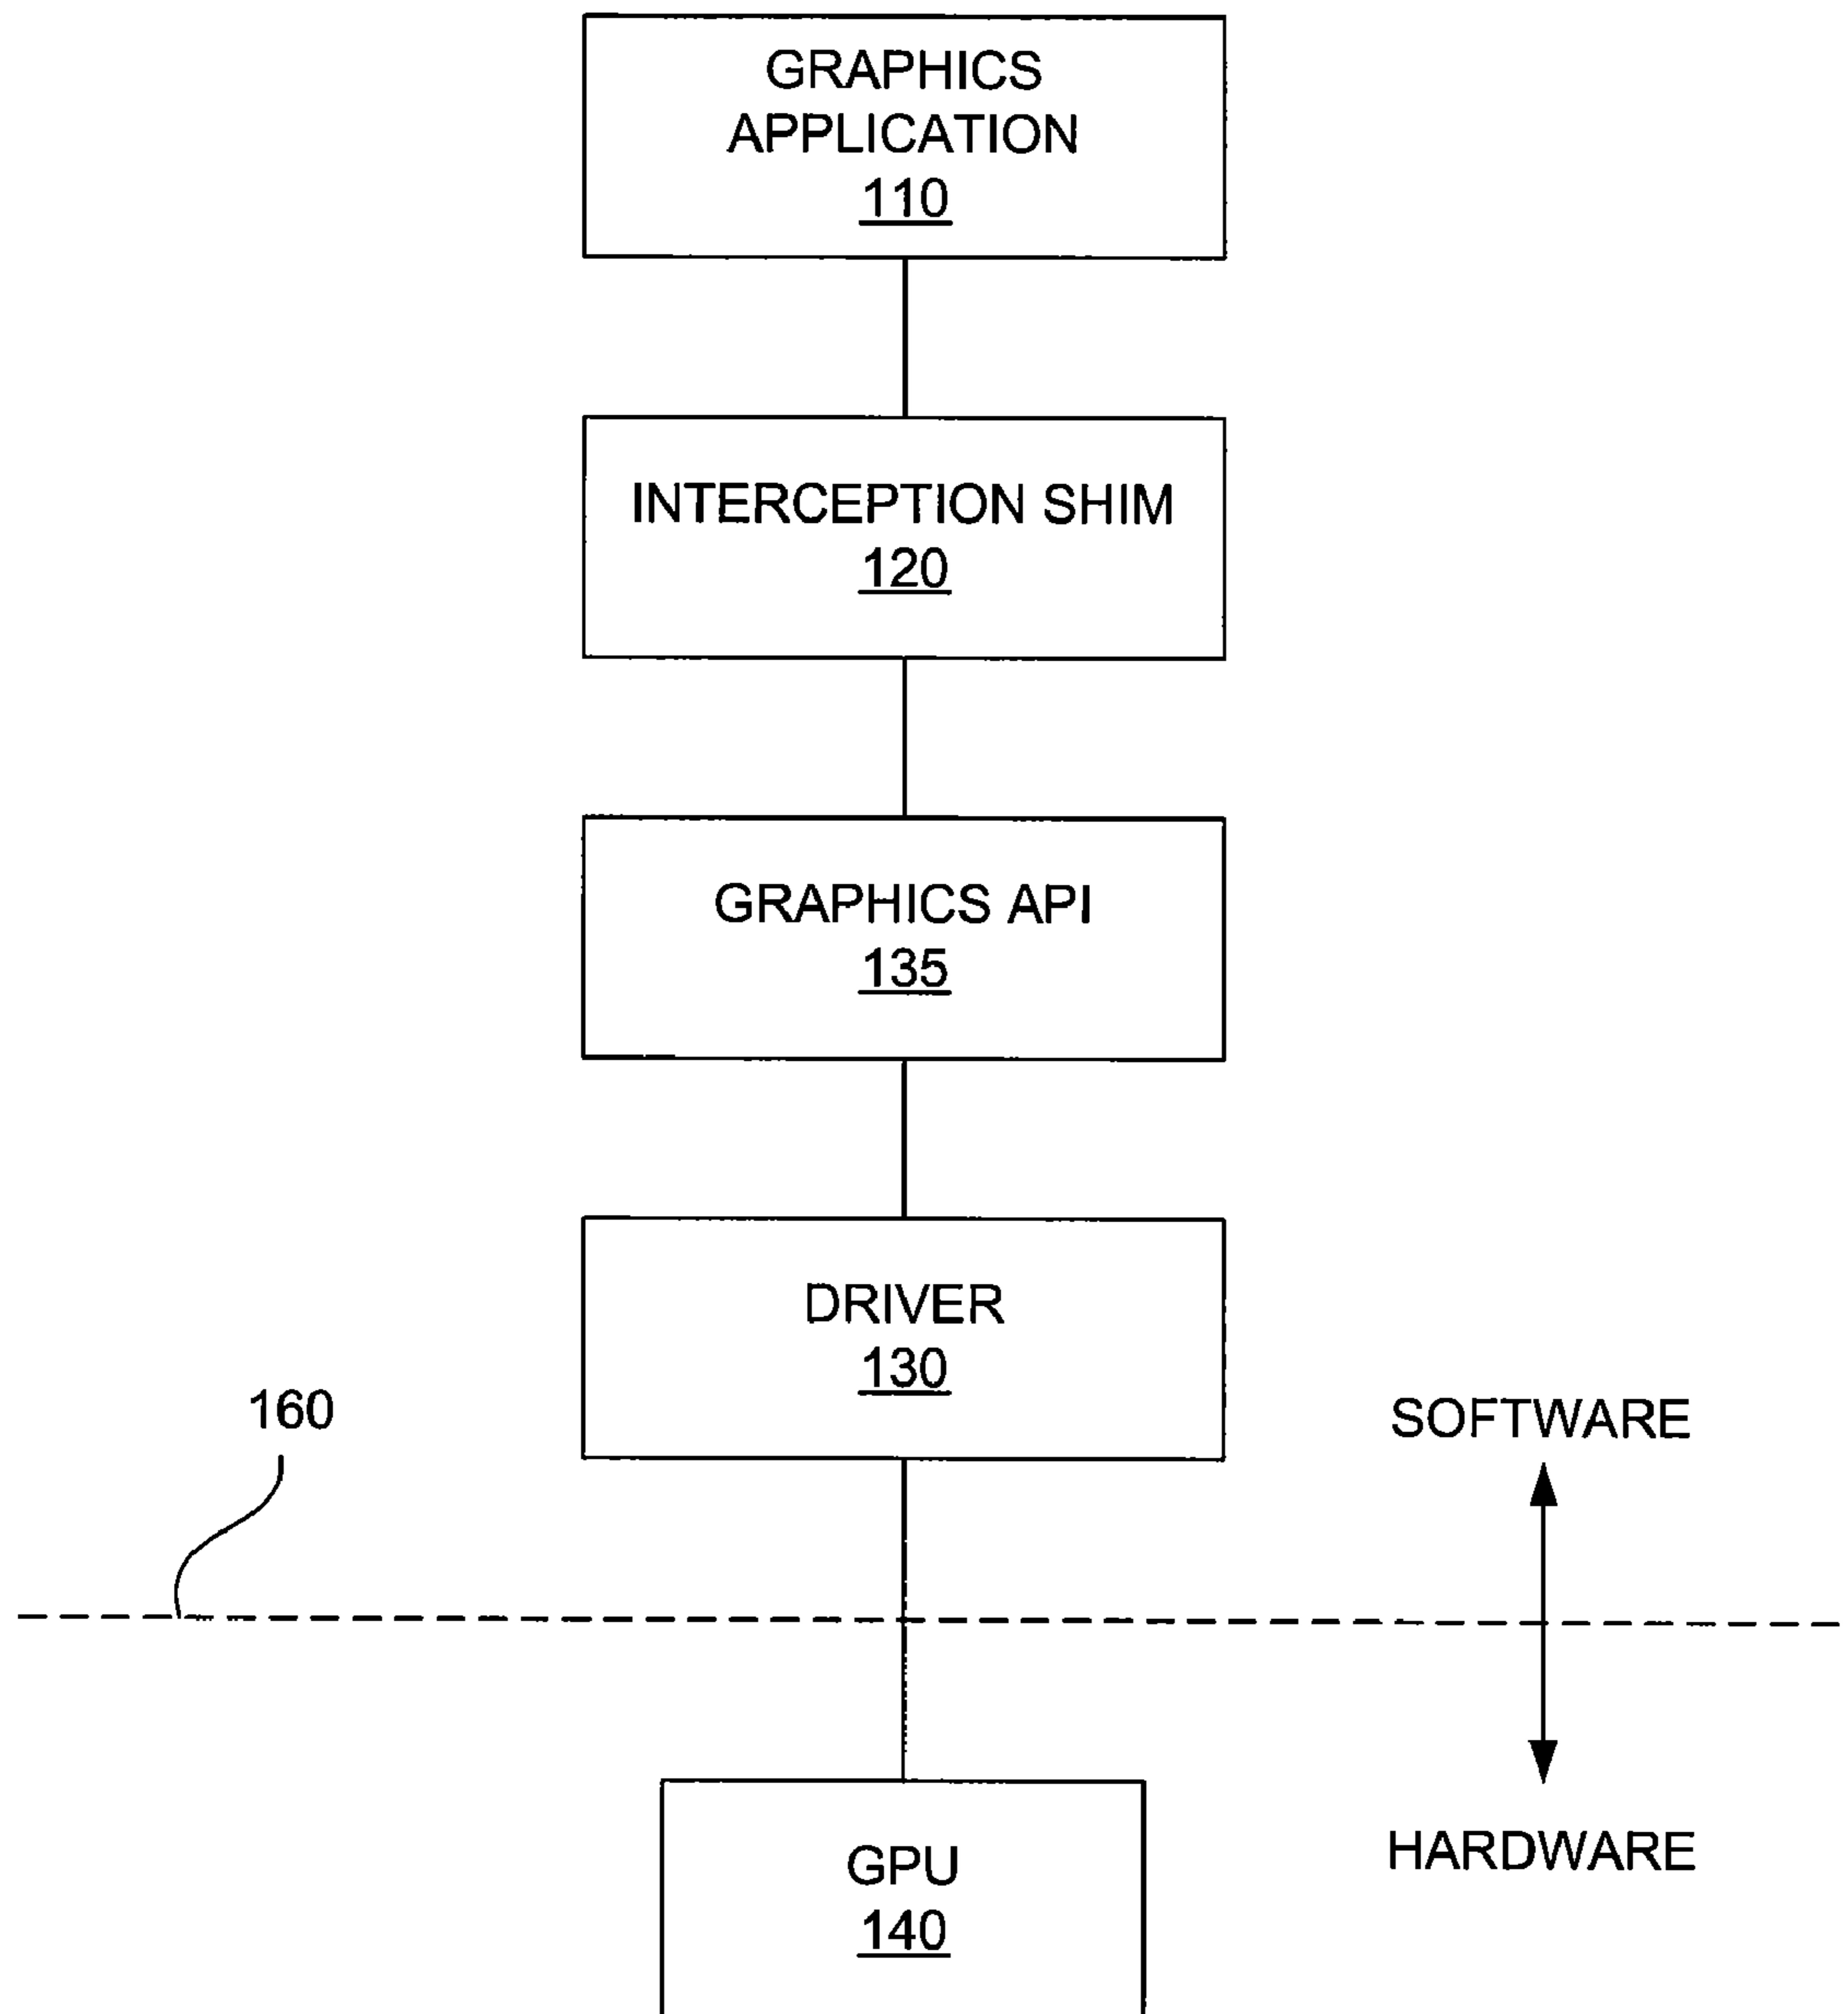 GRAPHICS
APPLICATION
110
INTERCEPTION SHIM
120
GRAPHICS API
135
DRIVER
130
160
SOFTWARE
HARDWARE
GPU
140